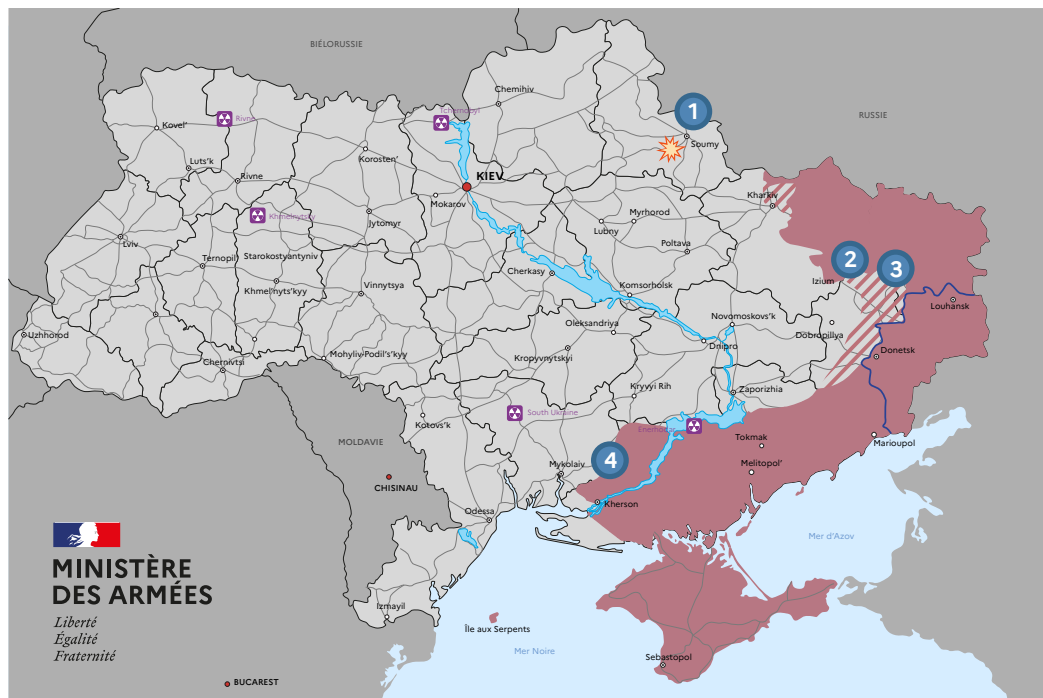 BIÉLORUSSIE
Chernihiv
Tchernobyl
1
RUSSIE
Rivne
Kovel'
Soumy
Korosten'
Luts'k
KIEV
Rivne
Mokarov
Kharkiv
Khmelnytsky
Myrhorod
Jytomyr
Lubny
Lviv
Poltava
Starokostyantyniv
Ternopil
2
3
Cherkasy
Izium
Khmel'nyts'kyy
Vinnytsya
Komsorholsk
Louhansk
Novomoskovs'k
Oleksandriya
Uzhhorod
Dobropillya
Dnipro
Donetsk
Mohyliv-Podil's'kyy
Kropyvnytskyi
Chernivtsi
Kryvyi Rih
Zaporizhia
South Ukraine
Kotovs'k
Enerhodar
Tokmak
MOLDAVIE
Marioupol
4
Mykolaiv
Melitopol'
CHISINAU
Kherson
Odessa
Mer d'Azov
MINISTÈRE
DES ARMÉES
Liberté
Égalité
Fraternité
Izmayil
Île aux Serpents
Mer Noire
Sebastopol
BUCAREST